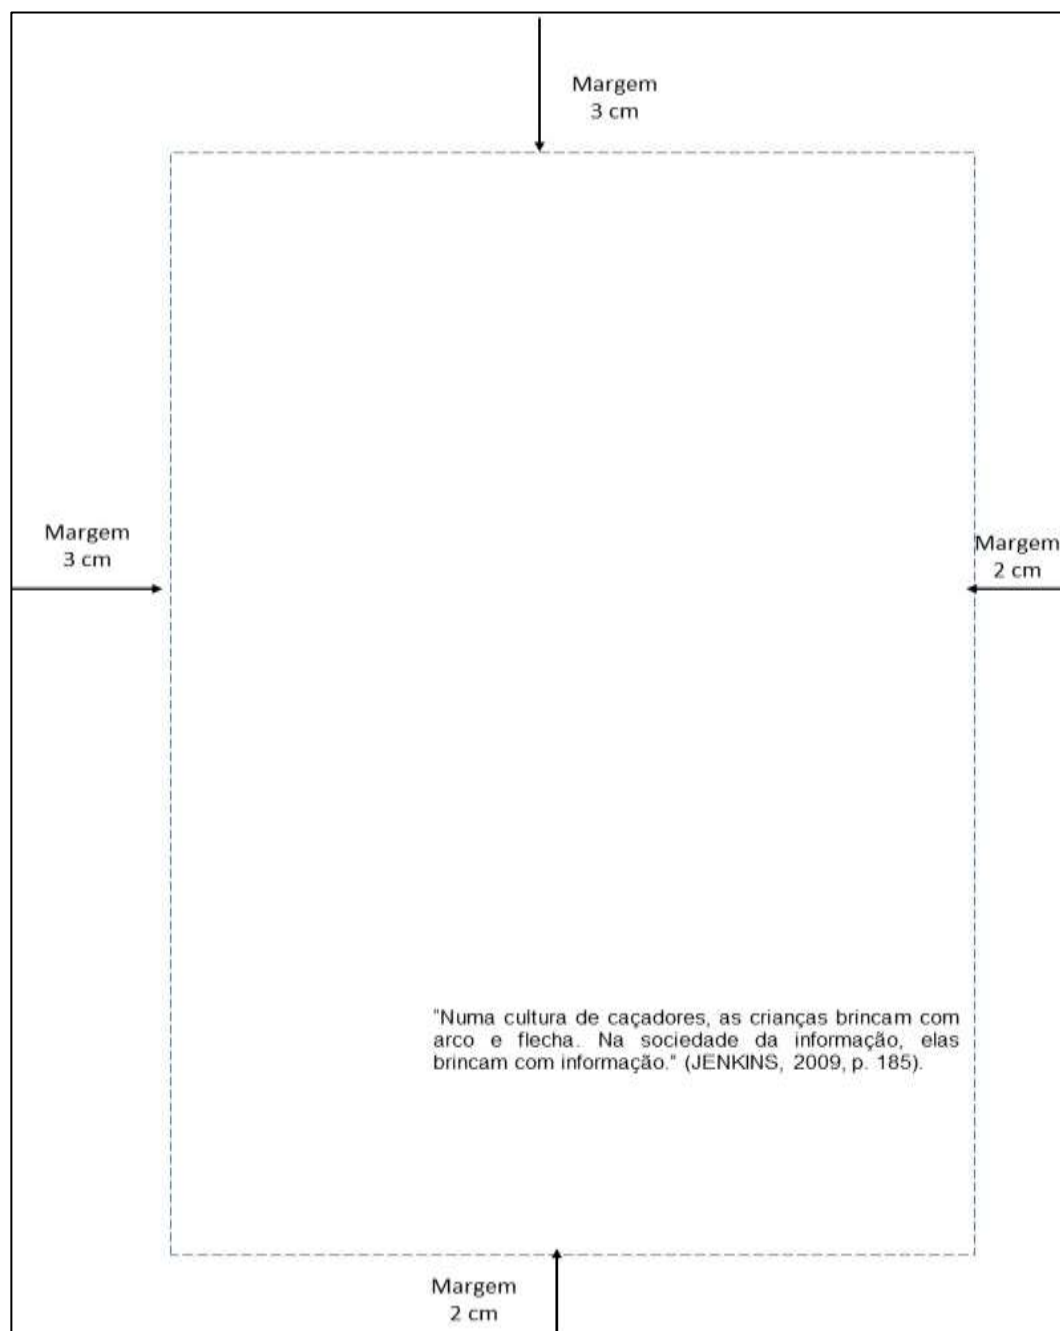 Margem
3 cm
Margem
3 cm
Margem
2 cm
"Numa cultura de caçadores, as crianças brincam com
arco e flecha. Na sociedade da informação, elas
brincam com informação." (JENKINS, 2009, p. 185).
Margem
2 cm